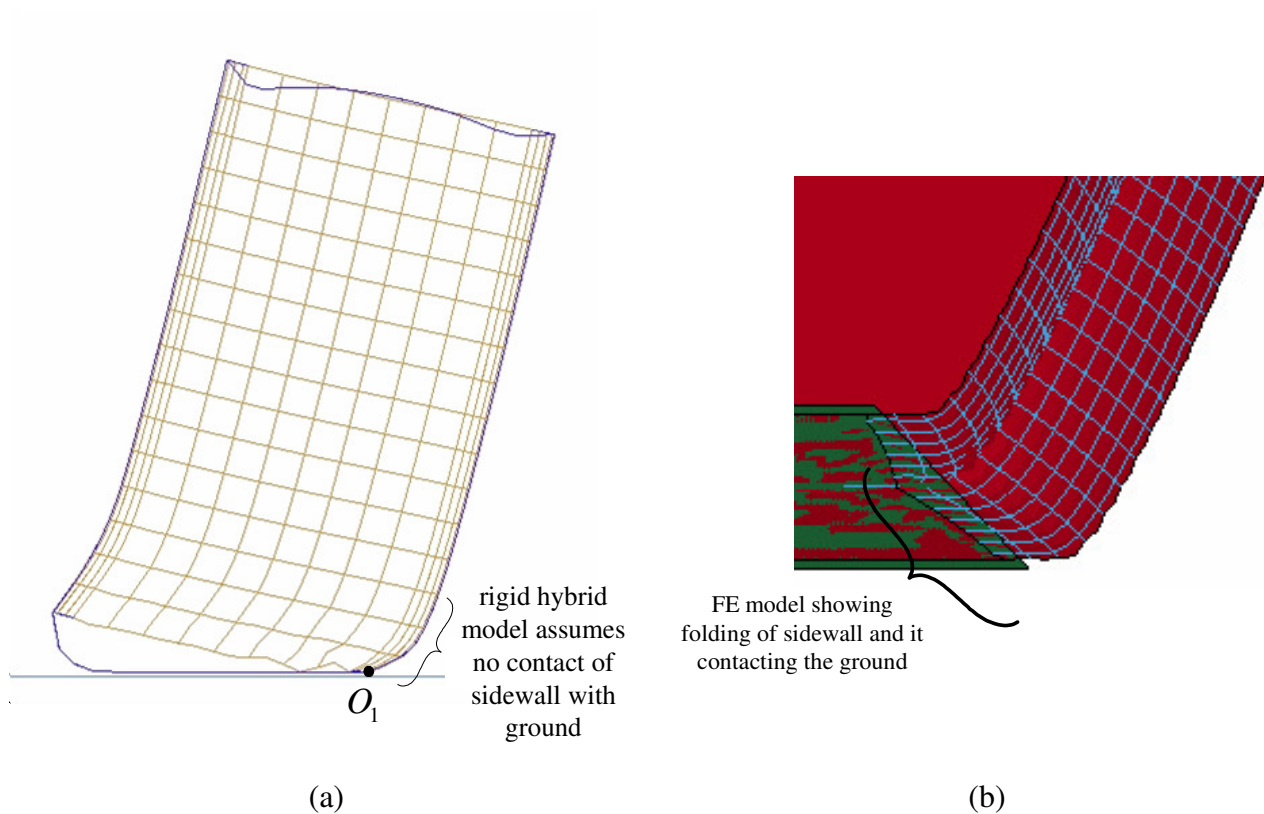 rigid hybrid
model assumes
no contact of
sidewall with
ground
O₁
FE model showing
folding of sidewall and it
contacting the ground
(a)
(b)